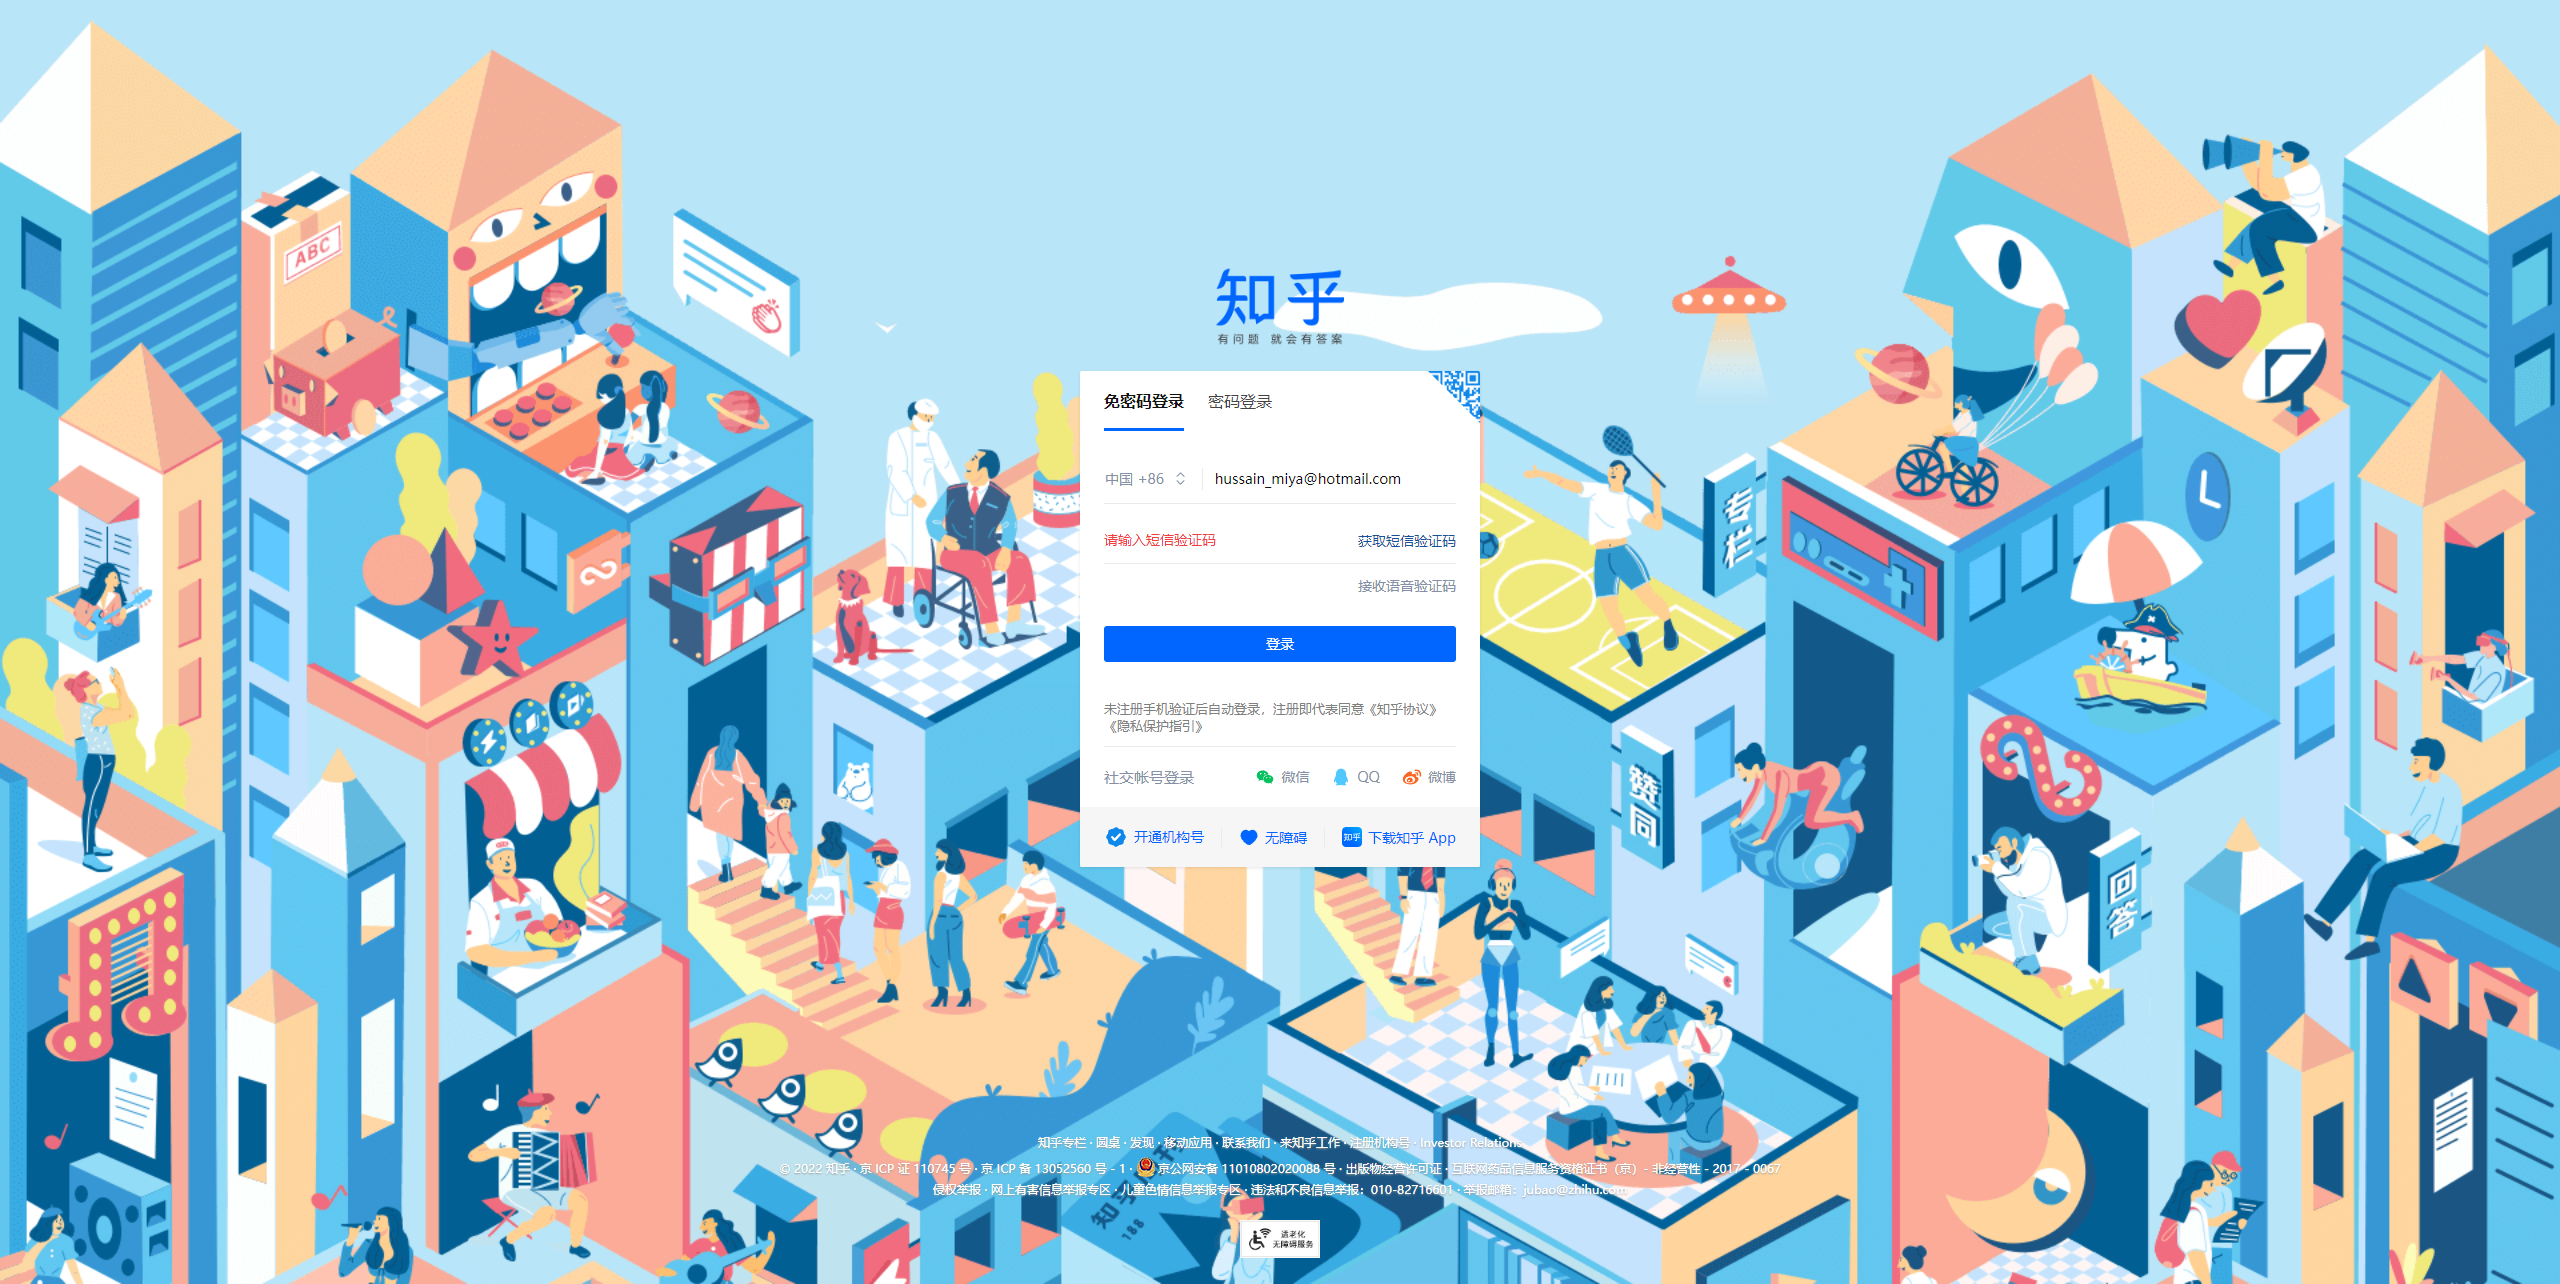 知乎
有问题 就会有答案
免密码登录 密码登录
中国 +86 hussain_miya@hotmail.com
请输入短信验证码 获取短信验证码
接收语音验证码
登录
未注册手机验证后自动登录，注册即代表同意《知乎协议》
《隐私保护指引》
社交帐号登录 微信 QQ 微博
开通机构号 无障碍 知乎 下载知乎 App
ABC
专栏
赞同
回答
知乎专栏 · 圆桌 · 发现 · 移动应用 · 联系我们 · 来知乎工作 · 注册机构号 · Investor Relations
© 2022 知乎 · 京 ICP 证 110745 号 · 京 ICP 备 13052560 号 - 1 · 京公网安备 11010802020088 号 · 出版物经营许可证 · 互联网药品信息服务资格证书（京）- 非经营性 - 2017 - 0067
侵权举报 · 网上有害信息举报专区 · 儿童色情信息举报专区 · 违法和不良信息举报：010-82716601 · 举报邮箱：jubao@zhihu.com
知乎
188
适老化
无障碍服务